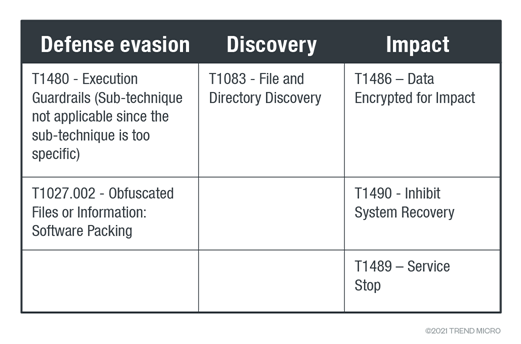 Defense evasion
Discovery
Impact
T1480 - Execution
Guardrails (Sub-technique
not applicable since the
sub-technique is too
specific)
T1083 - File and
Directory Discovery
T1486 – Data
Encrypted for Impact
T1027.002 - Obfuscated
Files or Information:
Software Packing
T1490 - Inhibit
System Recovery
T1489 – Service
Stop
©2021 TREND MICRO